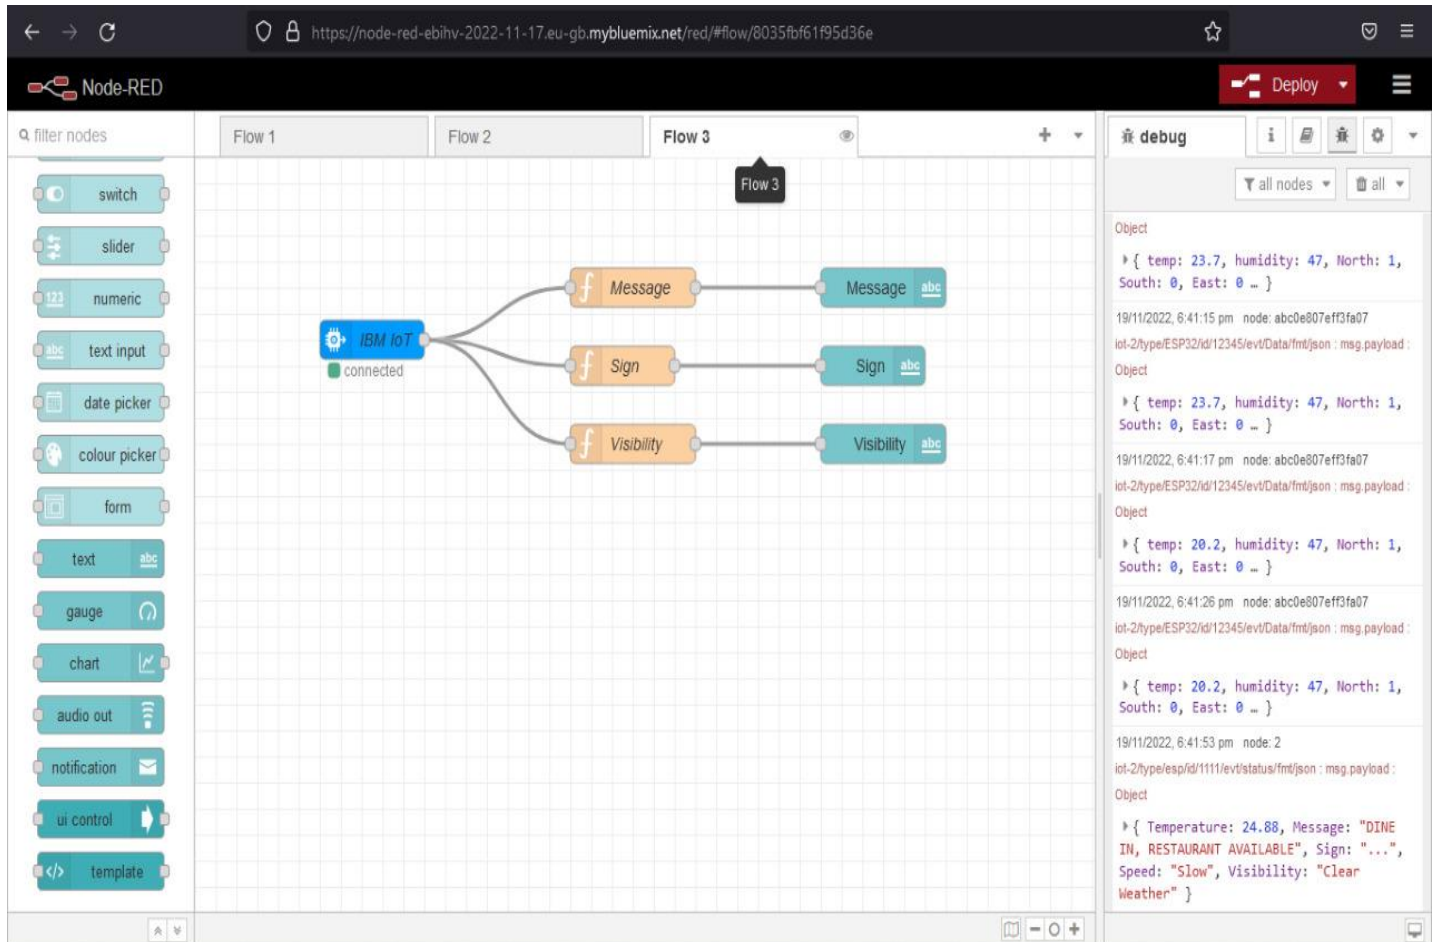 https://node-red-ebihv-2022-11-17.eu-gb.mybluemix.net/red/#flow/8035fbf61f95d36e
Node-RED
Deploy
filter nodes
Flow 1
Flow 2
Flow 3
debug
i
Flow 3
all nodes
all
switch
slider
123
numeric
abc
text input
date picker
colour picker
form
text
abc
gauge
chart
audio out
notification
ui control
</>
template
IBM IoT
connected
f
Message
Message
abc
f
Sign
Sign
abc
f
Visibility
Visibility
abc
Object
{ temp: 23.7, humidity: 47, North: 1,
South: 0, East: 0 … }
19/11/2022, 6:41:15 pm node: abc0e807eff3fa07
iot-2/type/ESP32/id/12345/evt/Data/fmt/json : msg.payload :
Object
{ temp: 23.7, humidity: 47, North: 1,
South: 0, East: 0 … }
19/11/2022, 6:41:17 pm node: abc0e807eff3fa07
iot-2/type/ESP32/id/12345/evt/Data/fmt/json : msg.payload :
Object
{ temp: 20.2, humidity: 47, North: 1,
South: 0, East: 0 … }
19/11/2022, 6:41:26 pm node: abc0e807eff3fa07
iot-2/type/ESP32/id/12345/evt/Data/fmt/json : msg.payload :
Object
{ temp: 20.2, humidity: 47, North: 1,
South: 0, East: 0 … }
19/11/2022, 6:41:53 pm node: 2
iot-2/type/esp/id/1111/evt/status/fmt/json : msg.payload :
Object
{ Temperature: 24.88, Message: "DINE
IN, RESTAURANT AVAILABLE", Sign: "...",
Speed: "Slow", Visibility: "Clear
Weather" }